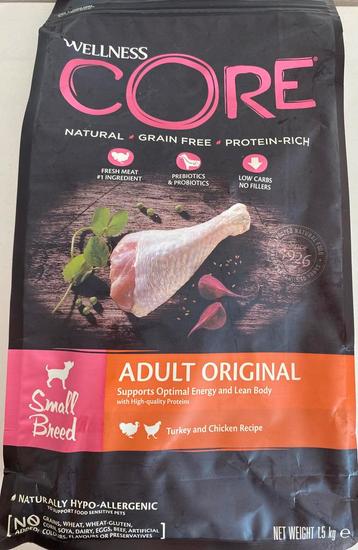 WELLNESS
CORE
NATURAL GRAIN FREE PROTEIN-RICH
FRESH MEAT
#1 INGREDIENT
PREBIOTICS
& PROBIOTICS
LOW CARBS
NO FILLERS
1926
Small
Breed
ADULT ORIGINAL
Supports Optimal Energy and Lean Body
with High-quality Proteins
Turkey and Chicken Recipe
NATURALLY HYPO-ALLERGENIC
TO SUPPORT FOOD SENSITIVE PETS
[NO GRAINS, WHEAT, WHEAT-GLUTEN,
CORN, SOYA, DAIRY, EGGS, BEEF, ARTIFICIAL
ADDED COLOURS, FLAVOURS OR PRESERVATIVES]
NET WEIGHT 1.5 kg e